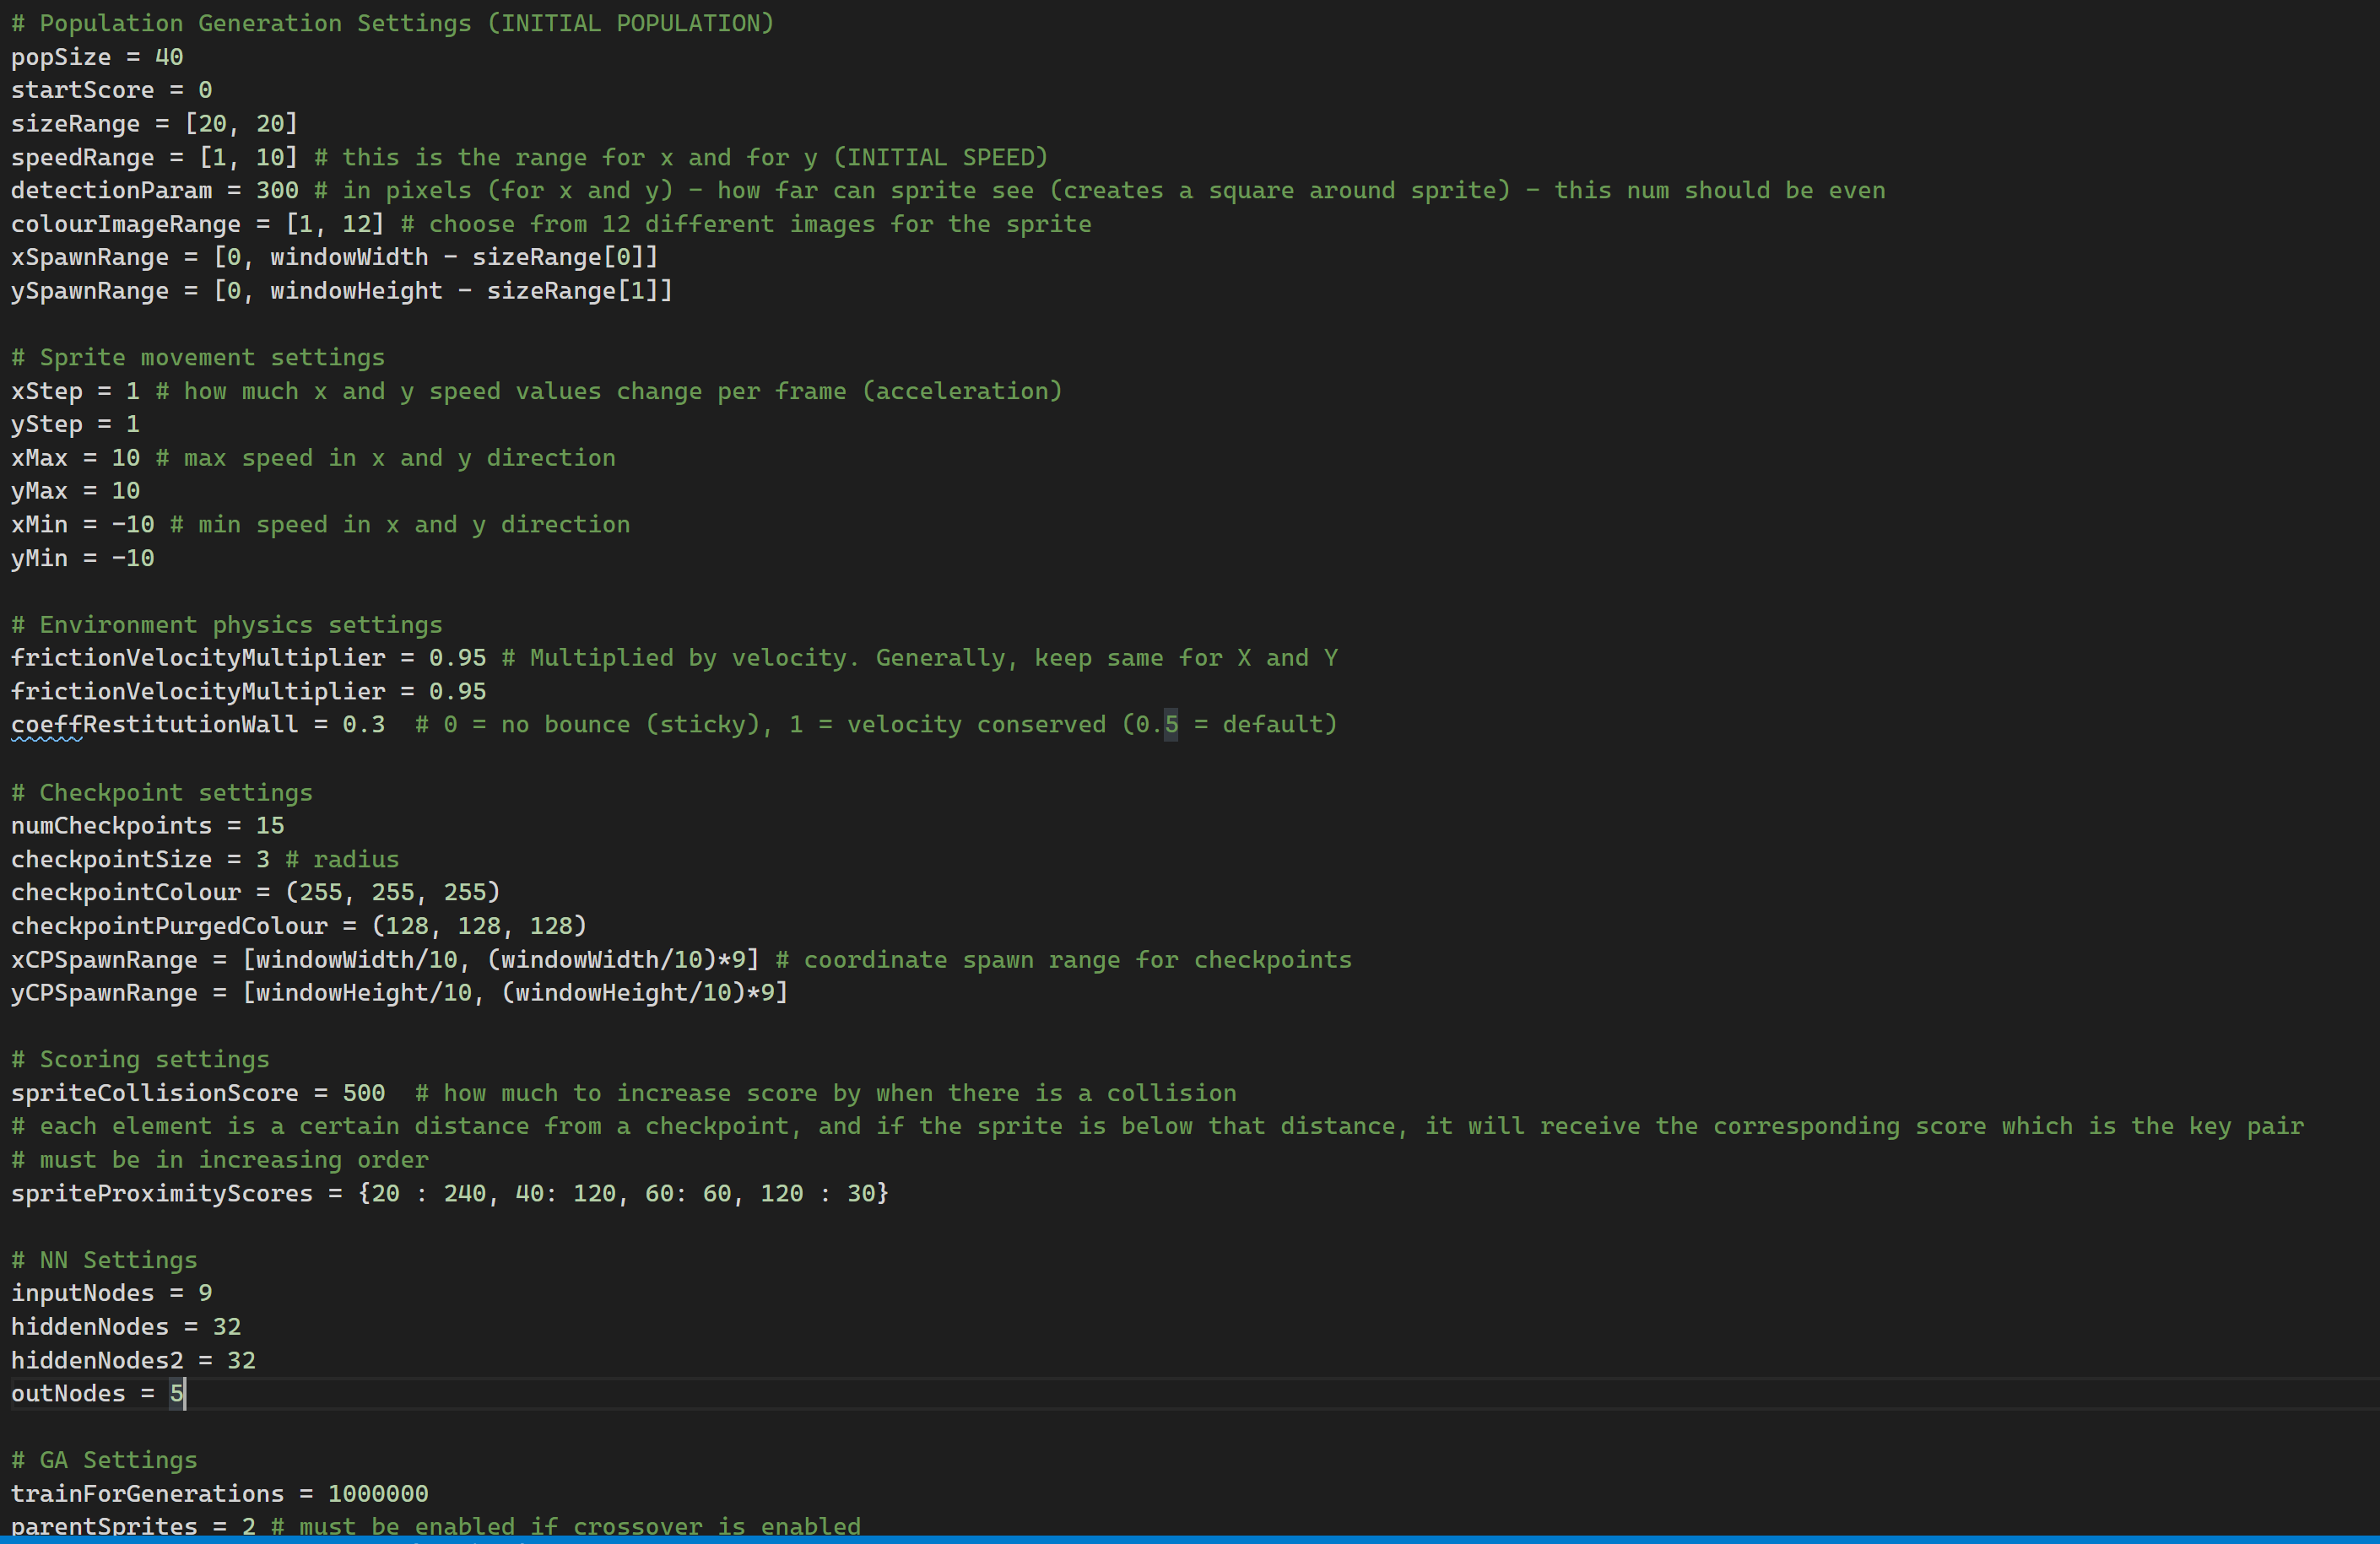 # Population Generation Settings (INITIAL POPULATION)
popSize = 40
startScore = 0
sizeRange = [20, 20]
speedRange = [1, 10] # this is the range for x and for y (INITIAL SPEED)
detectionParam = 300 # in pixels (for x and y) - how far can sprite see (creates a square around sprite) - this num should be even
colourImageRange = [1, 12] # choose from 12 different images for the sprite
xSpawnRange = [0, windowWidth - sizeRange[0]]
ySpawnRange = [0, windowHeight - sizeRange[1]]

# Sprite movement settings
xStep = 1 # how much x and y speed values change per frame (acceleration)
yStep = 1
xMax = 10 # max speed in x and y direction
yMax = 10
xMin = -10 # min speed in x and y direction
yMin = -10

# Environment physics settings
frictionVelocityMultiplier = 0.95 # Multiplied by velocity. Generally, keep same for X and Y
frictionVelocityMultiplier = 0.95
coeffRestitutionWall = 0.3  # 0 = no bounce (sticky), 1 = velocity conserved (0.5 = default)

# Checkpoint settings
numCheckpoints = 15
checkpointSize = 3 # radius
checkpointColour = (255, 255, 255)
checkpointPurgedColour = (128, 128, 128)
xCPSpawnRange = [windowWidth/10, (windowWidth/10)*9] # coordinate spawn range for checkpoints
yCPSpawnRange = [windowHeight/10, (windowHeight/10)*9]

# Scoring settings
spriteCollisionScore = 500  # how much to increase score by when there is a collision
# each element is a certain distance from a checkpoint, and if the sprite is below that distance, it will receive the corresponding score which is the key pair
# must be in increasing order
spriteProximityScores = {20 : 240, 40: 120, 60: 60, 120 : 30}

# NN Settings
inputNodes = 9
hiddenNodes = 32
hiddenNodes2 = 32
outNodes = 5

# GA Settings
trainForGenerations = 1000000
parentSprites = 2 # must be enabled if crossover is enabled